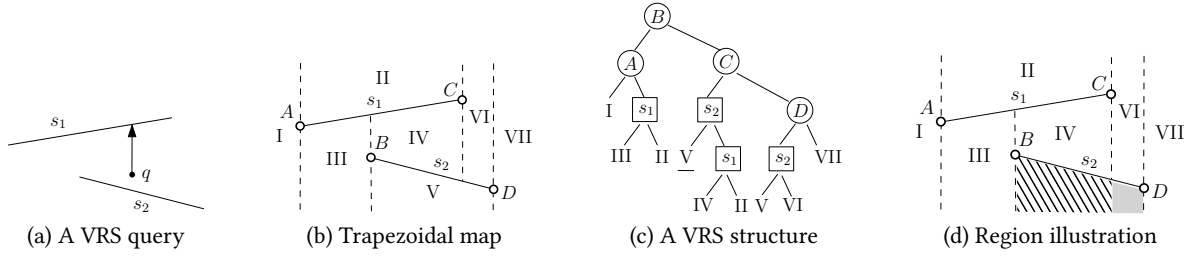 s1
q
s2
(a) A VRS query
II
A
s1
C
I
VI
B
IV
VII
III
s2
V
D
(b) Trapezoidal map
B
A
C
I
s1
s2
D
III
II
V
s1
s2
VII
IV
II
V
VI
(c) A VRS structure
II
A
s1
C
I
VI
B
IV
VII
III
s2
D
(d) Region illustration